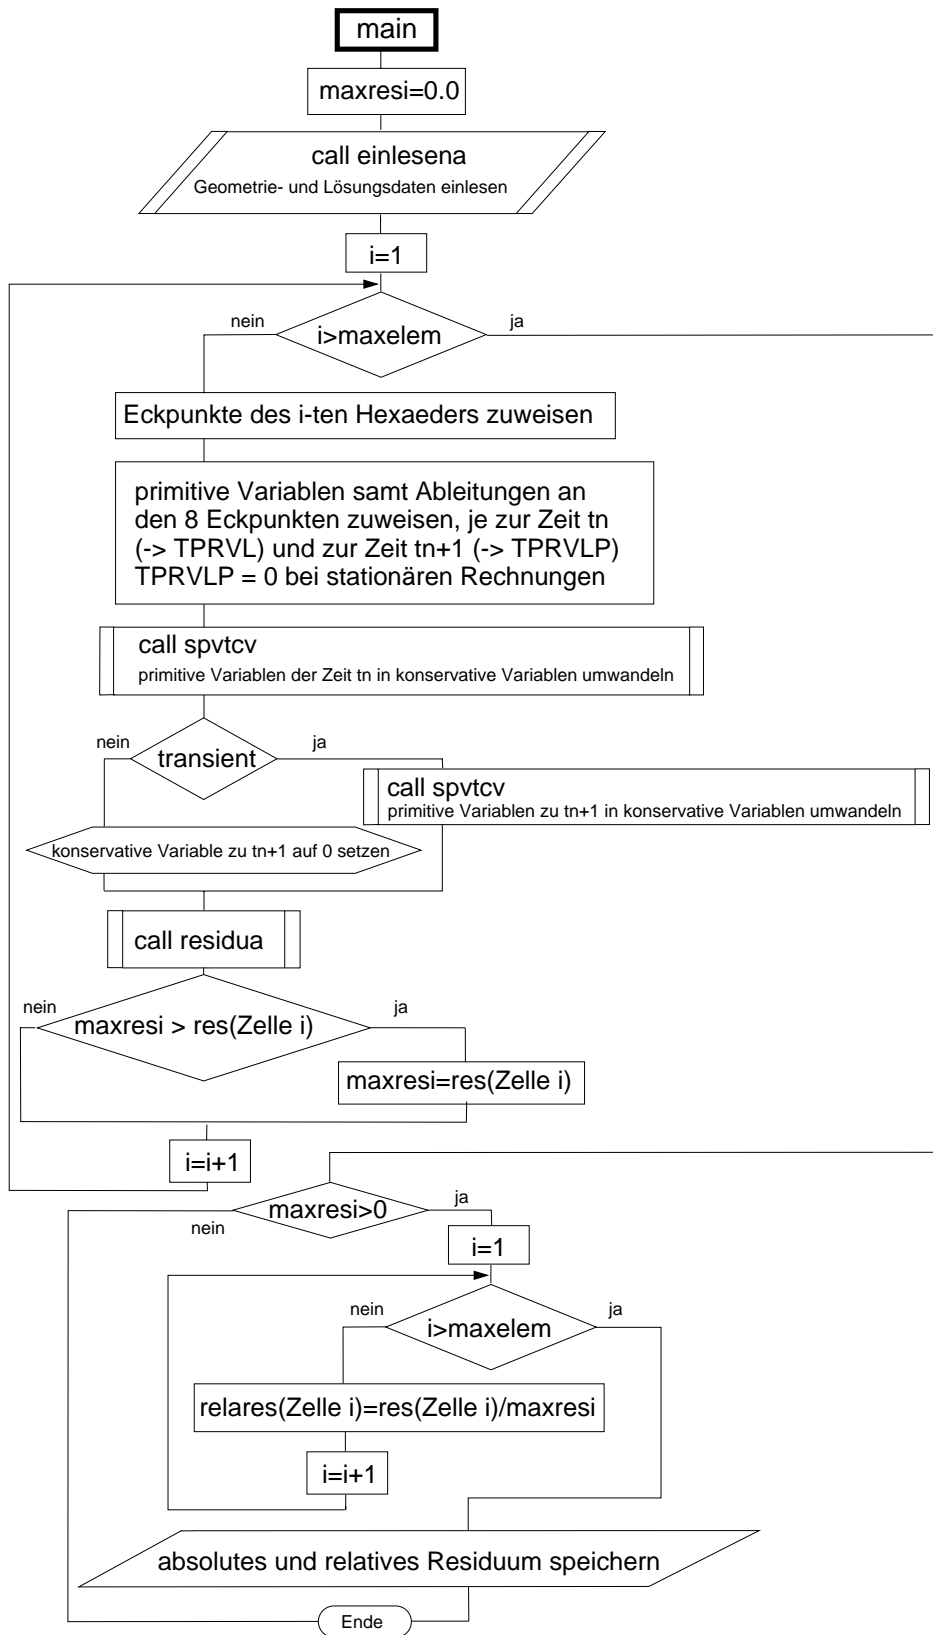 main
maxresi=0.0
call einlesena
Geometrie- und Lösungsdaten einlesen
i=1
nein
i>maxelem
ja
Eckpunkte des i-ten Hexaeders zuweisen
primitive Variablen samt Ableitungen an
den 8 Eckpunkten zuweisen, je zur Zeit tn
(-> TPRVL) und zur Zeit tn+1 (-> TPRVLP)
TPRVLP = 0 bei stationären Rechnungen
call spvtcv
primitive Variablen der Zeit tn in konservative Variablen umwandeln
nein
transient
ja
call spvtcv
primitive Variablen zu tn+1 in konservative Variablen umwandeln
konservative Variable zu tn+1 auf 0 setzen
call residua
nein
maxresi > res(Zelle i)
ja
maxresi=res(Zelle i)
i=i+1
maxresi>0
ja
nein
i=1
nein
i>maxelem
ja
relares(Zelle i)=res(Zelle i)/maxresi
i=i+1
absolutes und relatives Residuum speichern
Ende